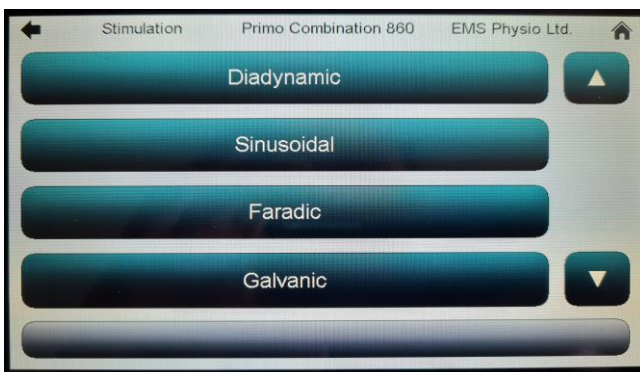 Stimulation Primo Combination 860 EMS Physio Ltd.
Diadynamic
Sinusoidal
Faradic
Galvanic